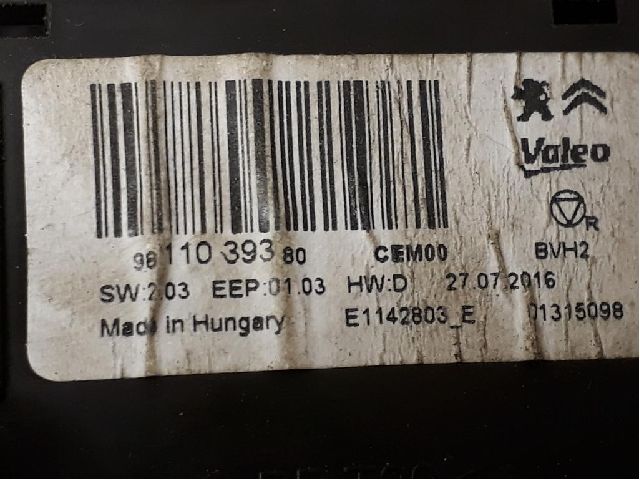 Valeo
R
98 110 393 80 CEM00 BVH2
SW:2.03 EEP:01.03 HW:D 27.07.2016
Made in Hungary E1142803_E 01315098